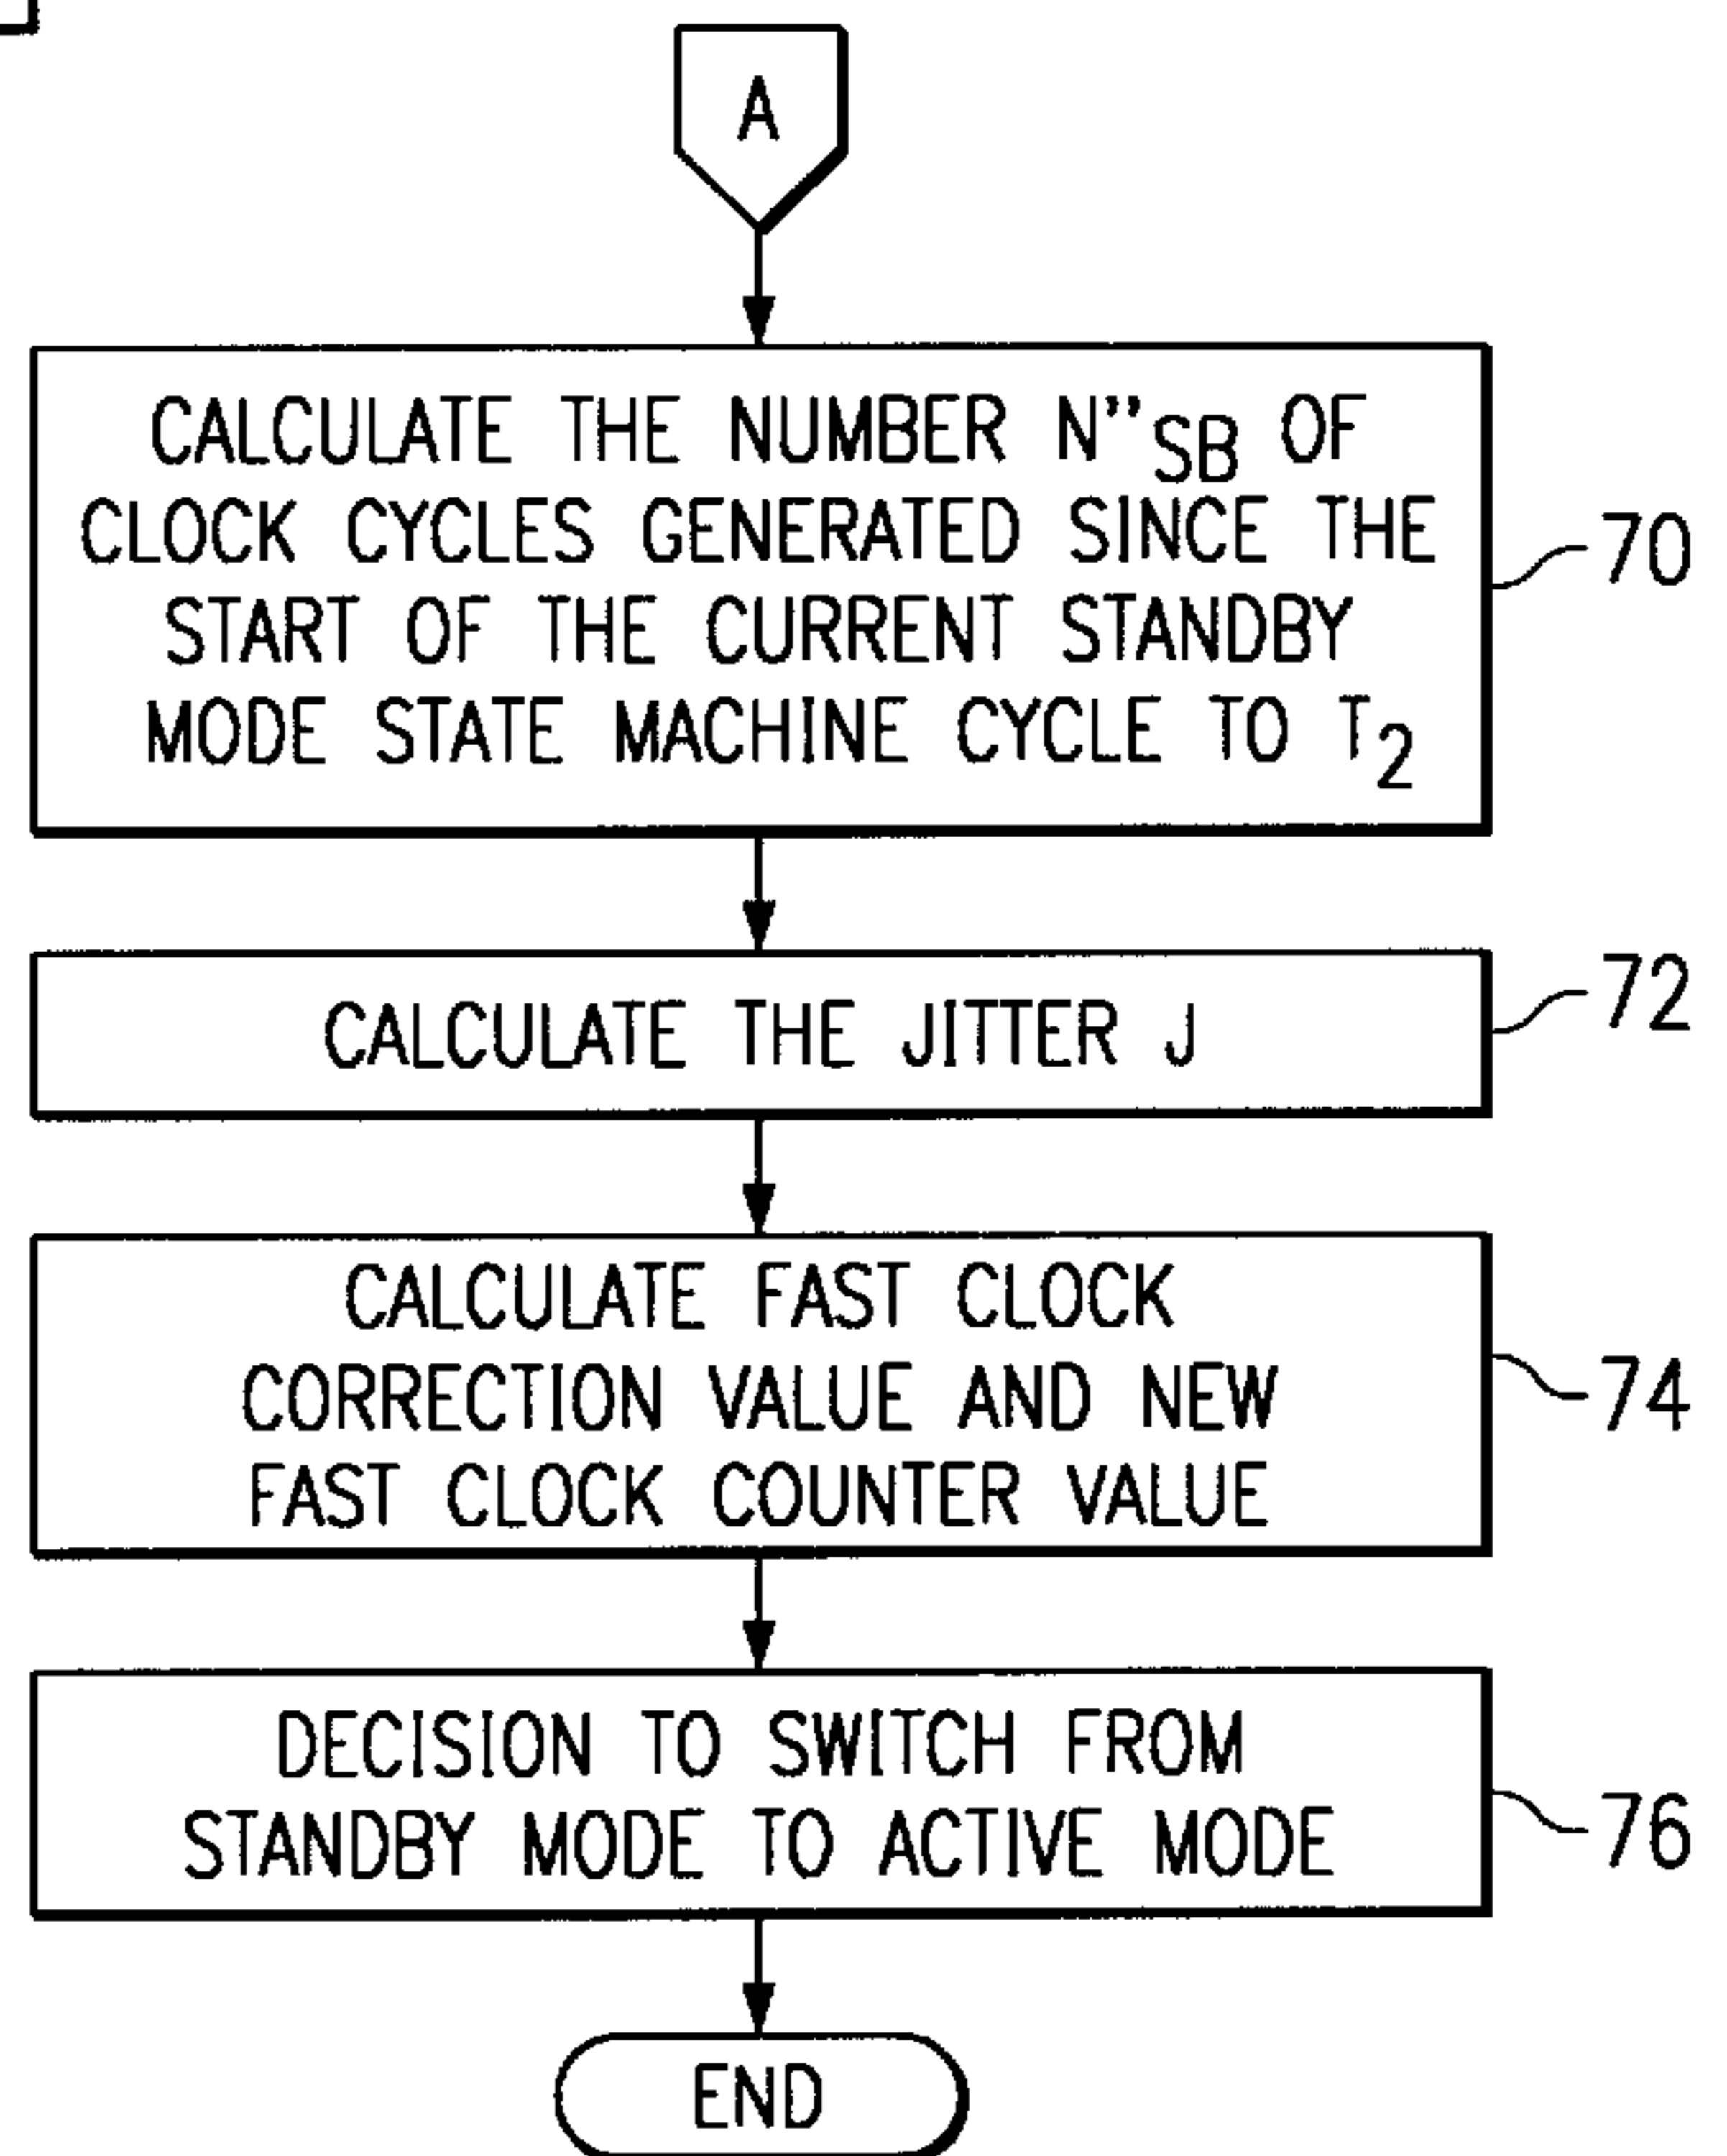 A
CALCULATE THE NUMBER N"SB OF
CLOCK CYCLES GENERATED SINCE THE
START OF THE CURRENT STANDBY
MODE STATE MACHINE CYCLE TO T2
70
CALCULATE THE JITTER J
72
CALCULATE FAST CLOCK
CORRECTION VALUE AND NEW
FAST CLOCK COUNTER VALUE
74
DECISION TO SWITCH FROM
STANDBY MODE TO ACTIVE MODE
76
END